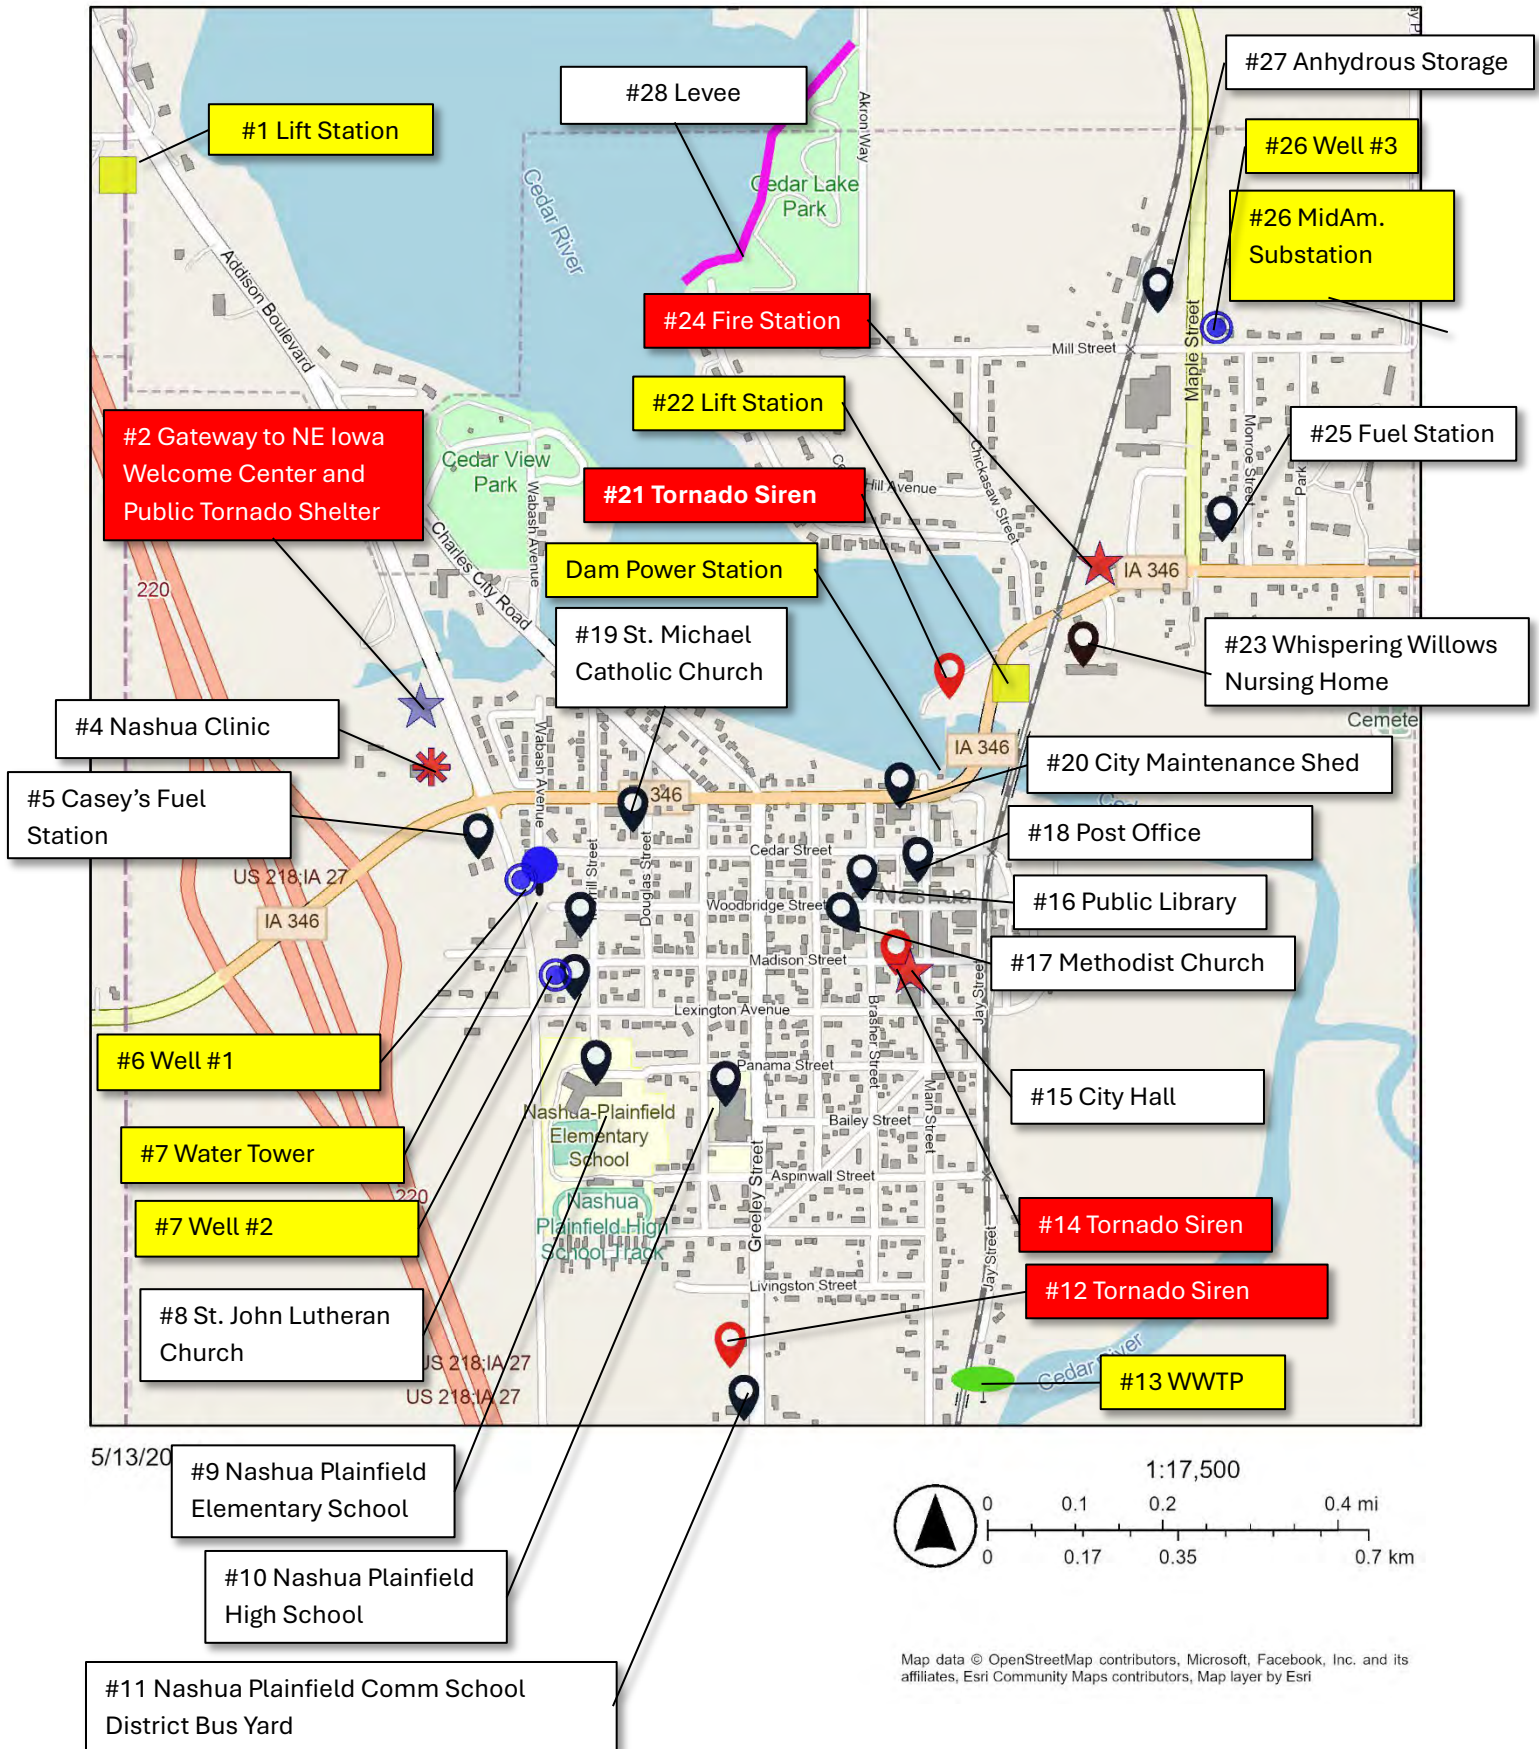 #27 Anhydrous Storage
#28 Levee
#1 Lift Station
#26 Well #3
Akron Way
Cedar Lake
Park
Cedar River
#26 MidAm.
Substation
Addison Boulevard
#24 Fire Station
Maple Street
Mill Street
#22 Lift Station
#2 Gateway to NE Iowa
Welcome Center and
Public Tornado Shelter
#25 Fuel Station
Monroe Street
Park
Cedar View
Park
Wabash Avenue
#21 Tornado Siren
Hill Avenue
Chickasaw Street
Charles City Road
Dam Power Station
IA 346
220
#19 St. Michael
Catholic Church
#23 Whispering Willows
Nursing Home
#4 Nashua Clinic
Cemete
Wabash Avenue
IA 346
#20 City Maintenance Shed
#5 Casey's Fuel
Station
346
#18 Post Office
Cedar Street
Douglas Street
US 218;IA 27
#16 Public Library
Woodbridge Street
IA 346
Madison Street
#17 Methodist Church
Jay Street
Lexington Avenue
Brasher Street
#6 Well #1
Panama Street
#15 City Hall
Nashua-Plainfield
Elementary
School
Main Street
Bailey Street
#7 Water Tower
Aspinwall Street
220
Nashua
Plainfield High
School Track
Greeley Street
#7 Well #2
#14 Tornado Siren
Jay Street
Livingston Street
#12 Tornado Siren
#8 St. John Lutheran
Church
US 218;IA 27
US 218;IA 27
Cedar River
#13 WWTP
5/13/20
#9 Nashua Plainfield
Elementary School
1:17,500
0 0.1 0.2 0.4 mi
0 0.17 0.35 0.7 km
#10 Nashua Plainfield
High School
Map data © OpenStreetMap contributors, Microsoft, Facebook, Inc. and its
affiliates, Esri Community Maps contributors, Map layer by Esri
#11 Nashua Plainfield Comm School
District Bus Yard